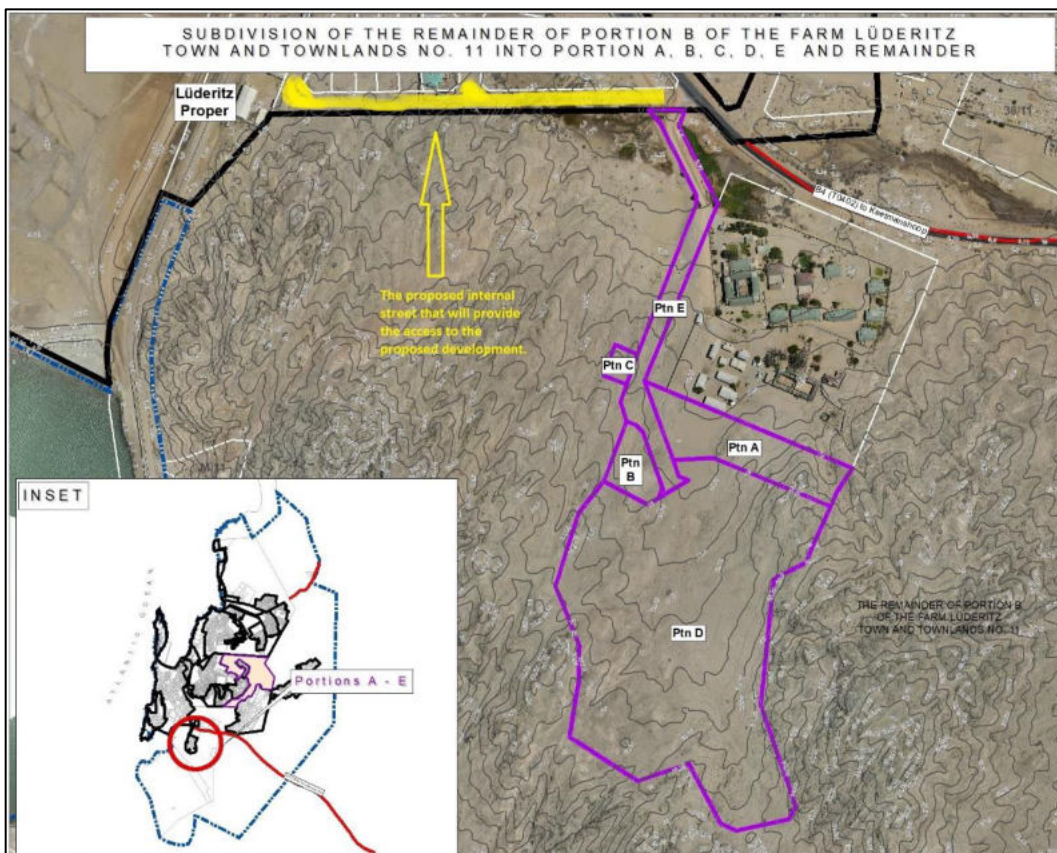 SUBDIVISION OF THE REMAINDER OF PORTION B OF THE FARM LÜDERITZ
TOWN AND TOWNLANDS NO. 11 INTO PORTION A, B, C, D, E AND REMAINDER
Lüderitz
Proper
The proposed internal
street that will provide
the access to the
proposed development.
Ptn E
Ptn C
Ptn A
Ptn
B
Ptn D
THE REMAINDER OF PORTION B
OF THE FARM LÜDERITZ
TOWN AND TOWNLANDS NO. 11
INSET
ATLANTIC OCEAN
Portions A - E